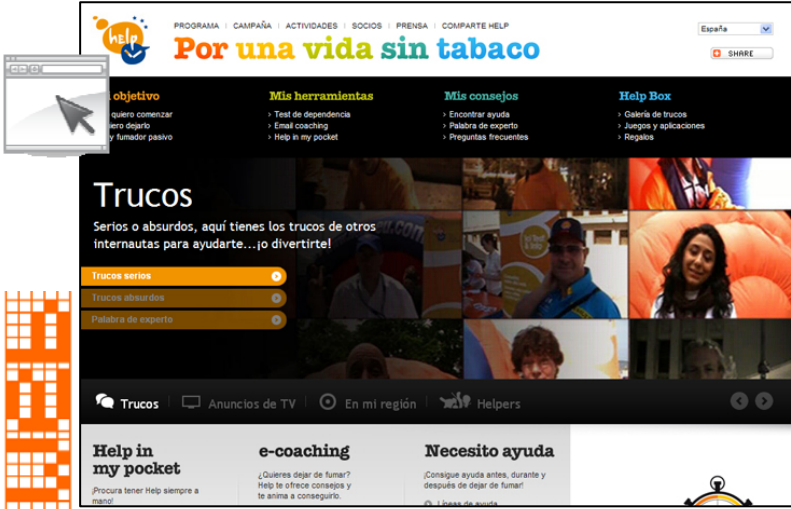 help
PROGRAMA | CAMPAÑA | ACTIVIDADES | SOCIOS | PRENSA | COMPARTE HELP
España
Por una vida sin tabaco
SHARE
objetivo
quiero comenzar
iero dejarlo
y fumador pasivo
Mis herramientas
› Test de dependencia
› Email coaching
› Help in my pocket
Mis consejos
› Encontrar ayuda
› Palabra de experto
› Preguntas frecuentes
Help Box
› Galería de trucos
› Juegos y aplicaciones
› Regalos
Trucos
Serios o absurdos, aquí tienes los trucos de otros
internautas para ayudarte...¡o divertirte!
Trucos serios
Trucos absurdos
Palabra de experto
Trucos | Anuncios de TV | En mi región | Helpers
Help in
my pocket
¡Procura tener Help siempre a
mano!
e-coaching
¿Quieres dejar de fumar?
Help te ofrece consejos y
te anima a conseguirlo.
Necesito ayuda
¡Consigue ayuda antes, durante y
después de dejar de fumar!
Líneas de ayuda